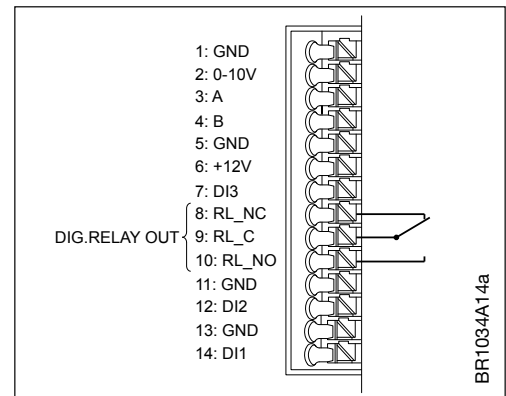 1: GND
2: 0-10V
3: A
4: B
5: GND
6: +12V
7: DI3
8: RL_NC
DIG.RELAY OUT 9: RL_C
10: RL_NO
11: GND
12: DI2
13: GND
14: DI1
BR1034A14a